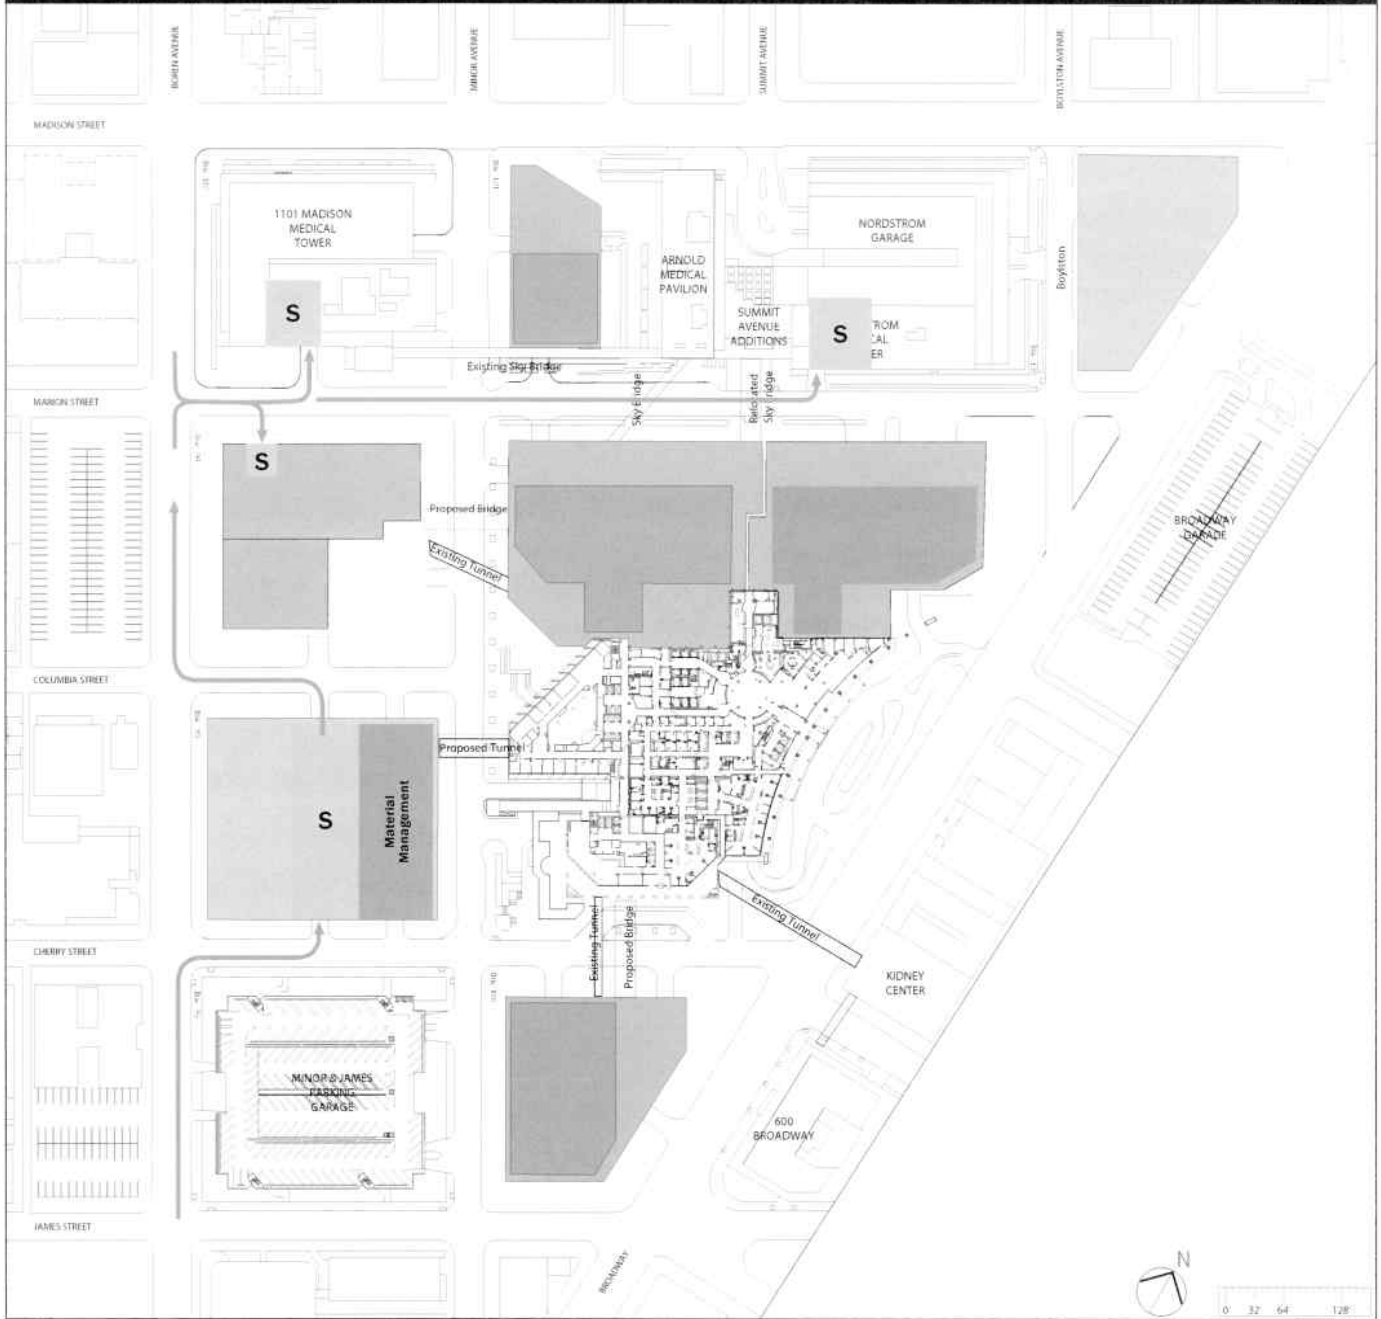 BOREN AVENUE
MINOR AVENUE
SUMMIT AVENUE
BOYLSTON AVENUE
MADISON STREET
1101 MADISON
MEDICAL
TOWER
NORDSTROM
GARAGE
ARNOLD
MEDICAL
PAVILION
Boylston
SUMMIT
AVENUE
ADDITIONS
S
S
TROM
CAL
ER
Existing Sky Bridge
Sky Bridge
Relocated
Sky Bridge
MARION STREET
S
Proposed Bridge
Existing Tunnel
BROADWAY
GARAGE
COLUMBIA STREET
Proposed Tunnel
S
Material
Management
Existing Tunnel
Existing Tunnel
Proposed Bridge
CHERRY STREET
KIDNEY
CENTER
MINOR & JAMES
PARKING
GARAGE
600
BROADWAY
JAMES STREET
BROADWAY
N
0 32 64 128